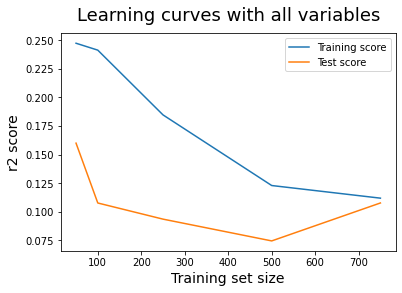 Learning curves with all variables
Training score
Test score
r2 score
0.250
0.225
0.200
0.175
0.150
0.125
0.100
0.075
100 200 300 400 500 600 700
Training set size